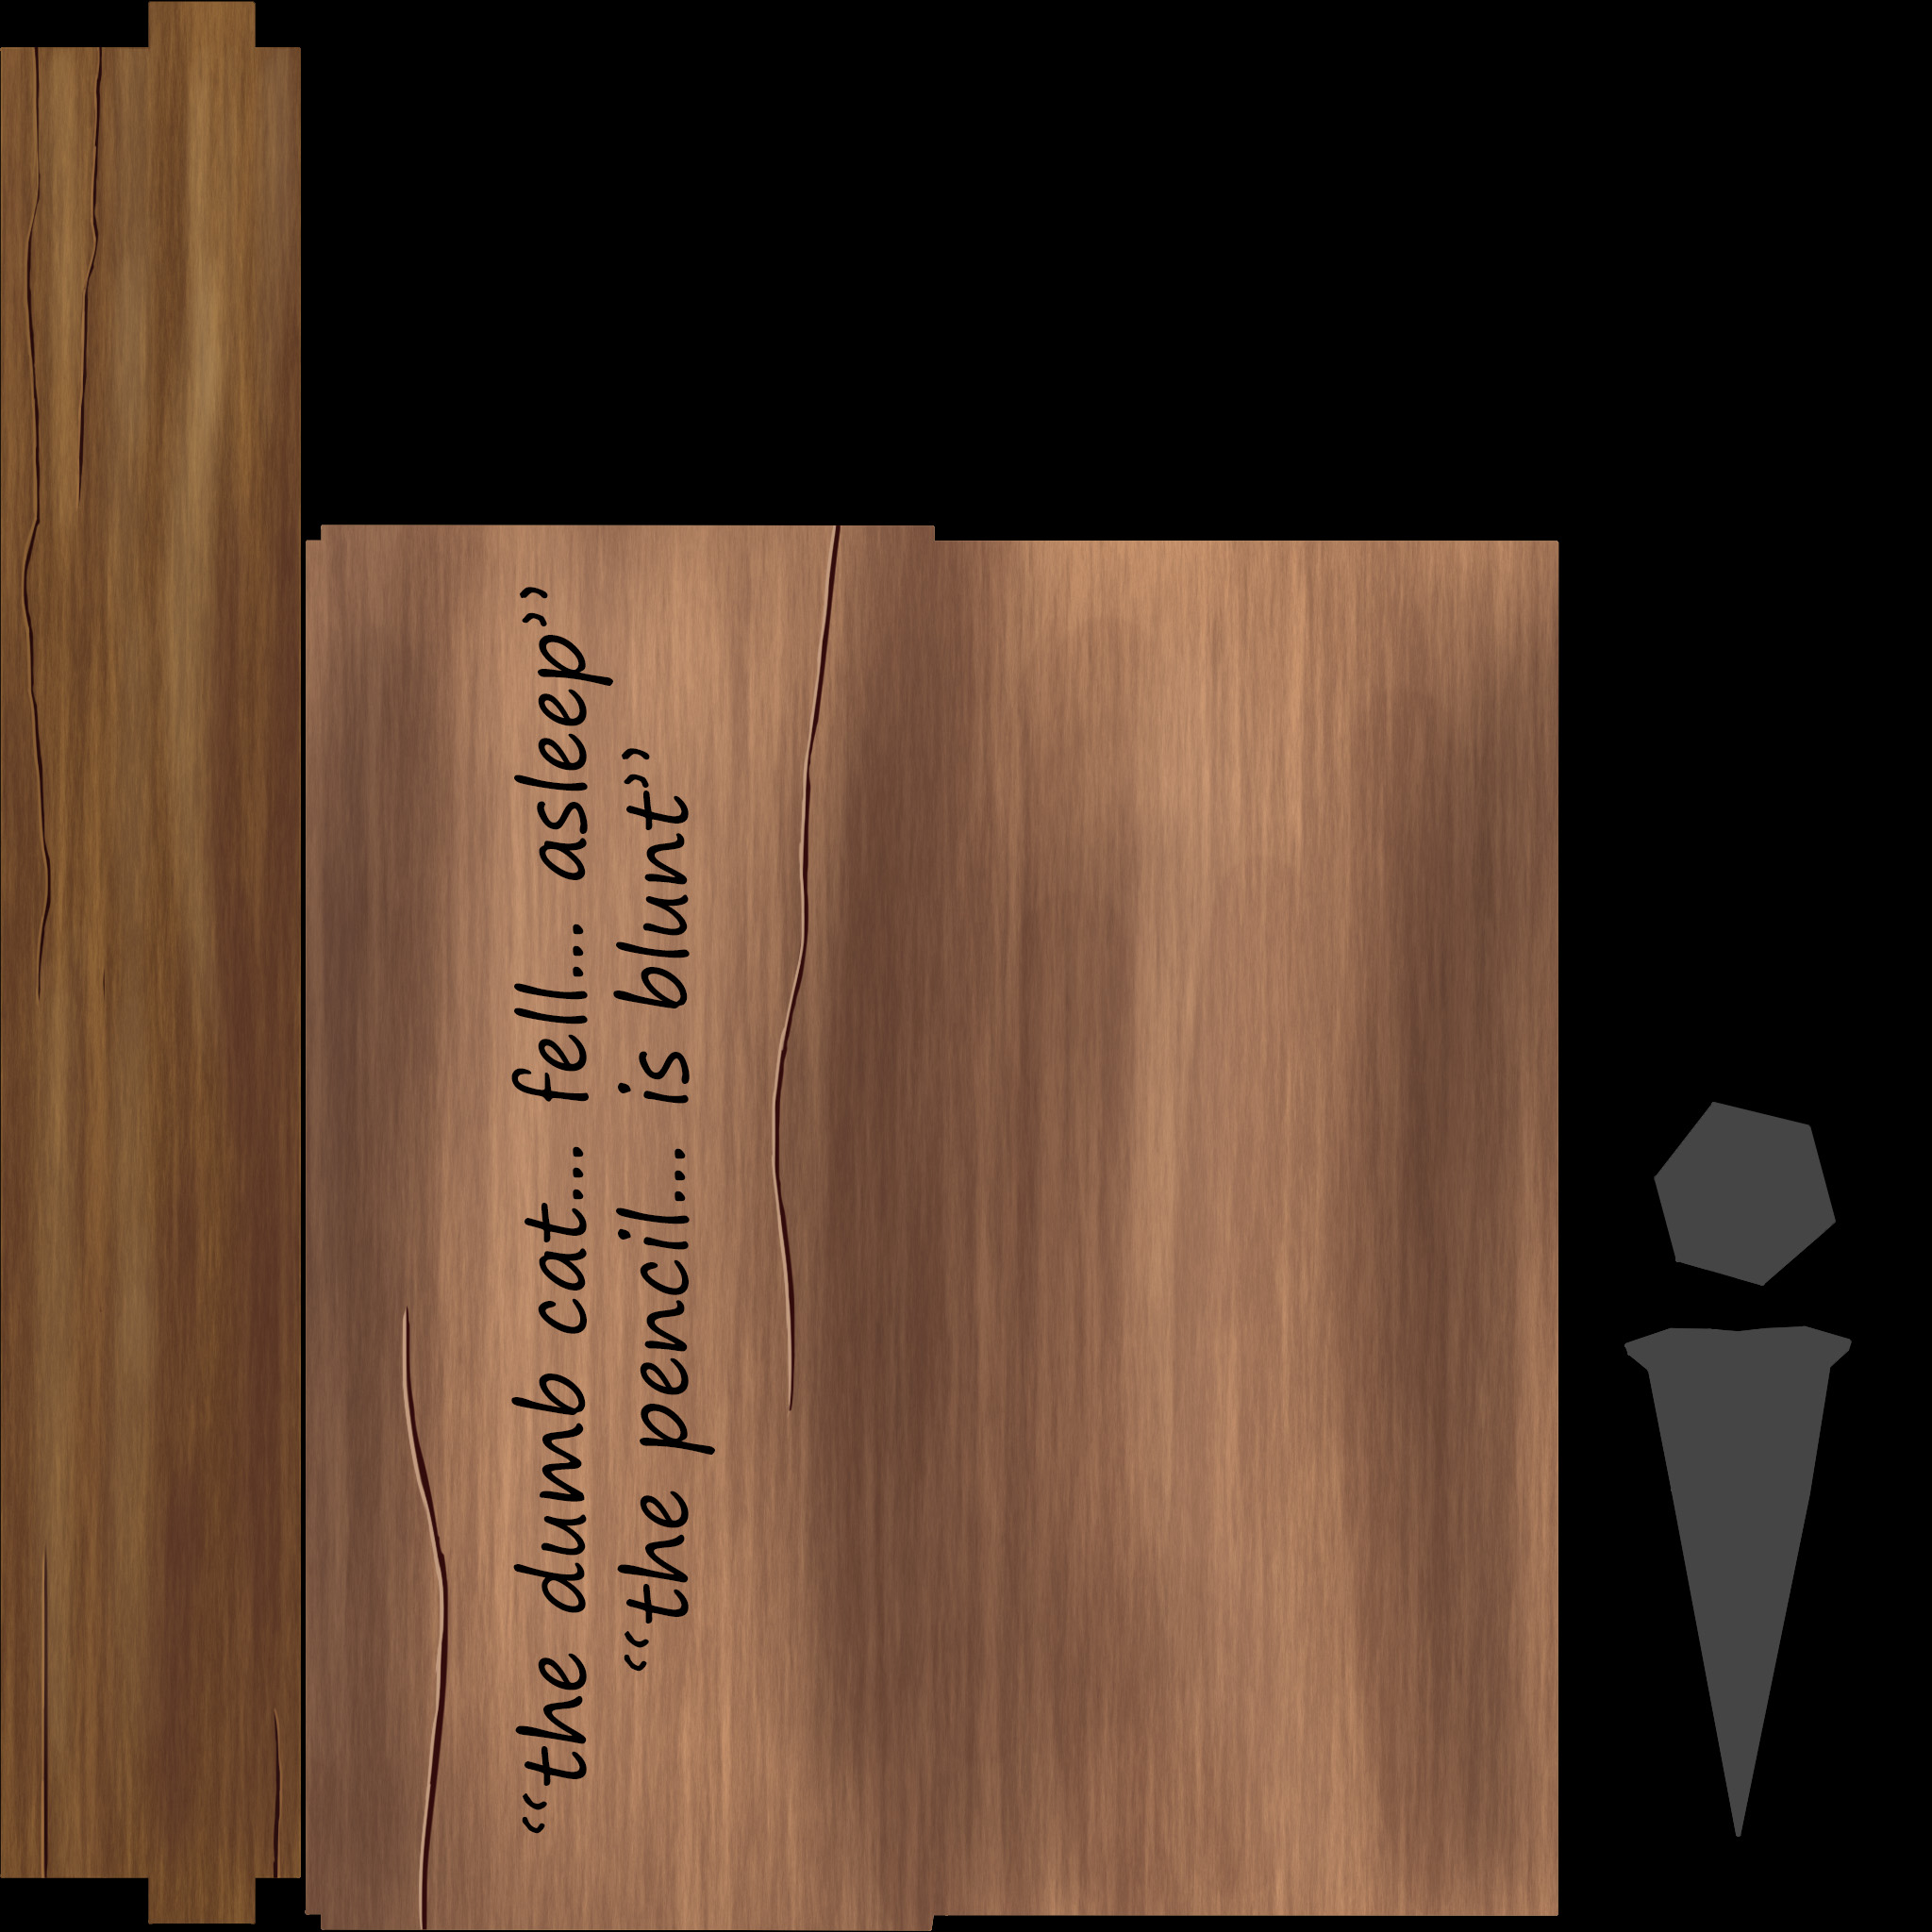 “the dumb cat... fell... asleep”
“the pencil... is blunt”